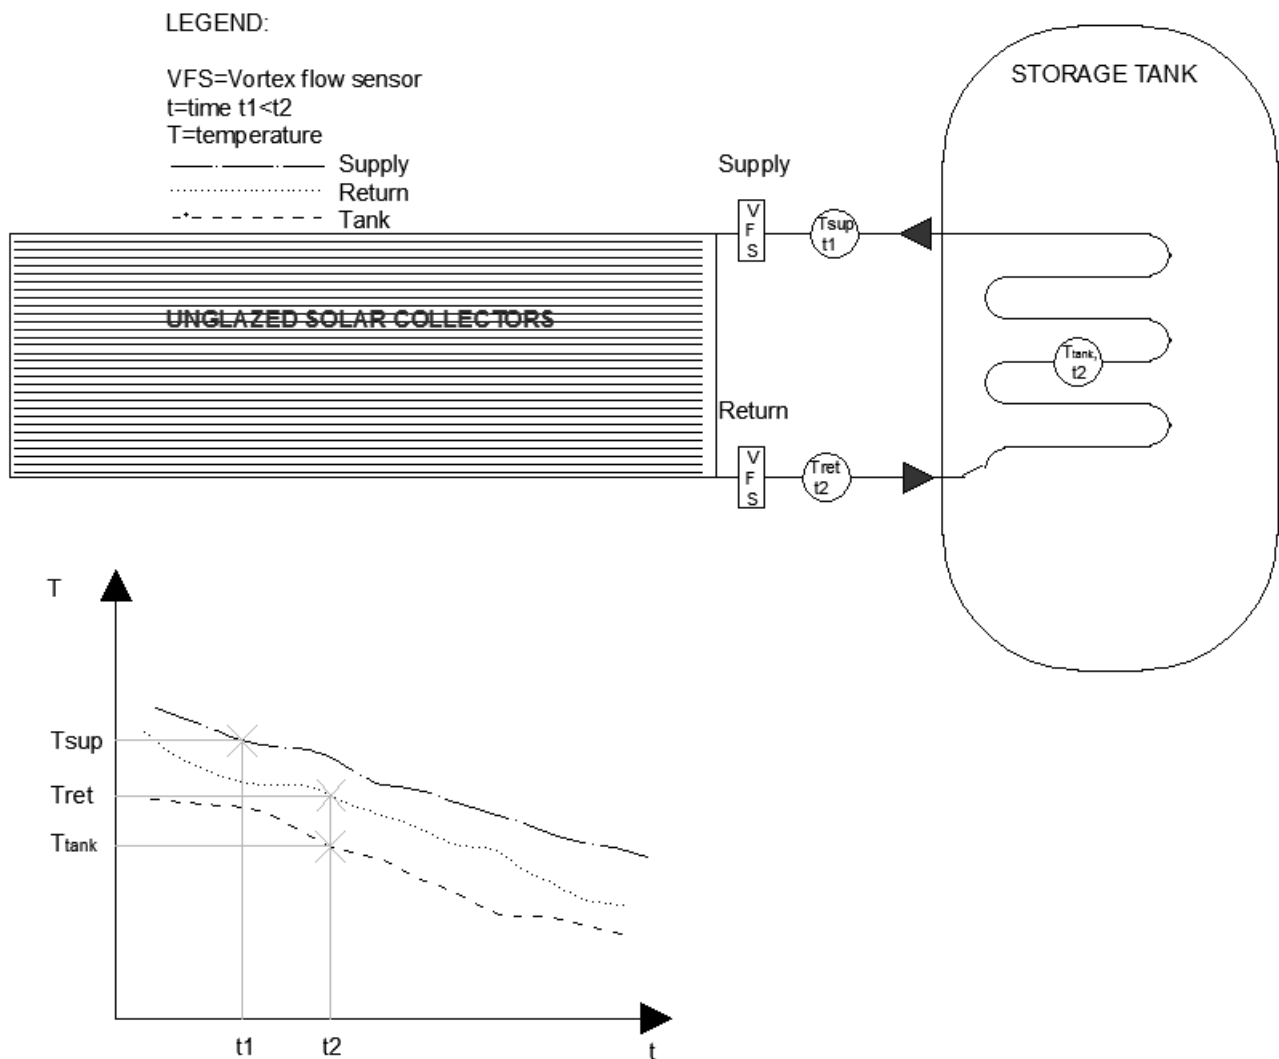 LEGEND:
VFS=Vortex flow sensor
t=time t1<t2
T=temperature
Supply
Return
Tank
STORAGE TANK
Supply
V
F
S
Tsup
t1
UNGLAZED SOLAR COLLECTORS
Ttank,
t2
Return
V
F
S
Tret
t2
T
Tsup
Tret
Ttank
t1
t2
t